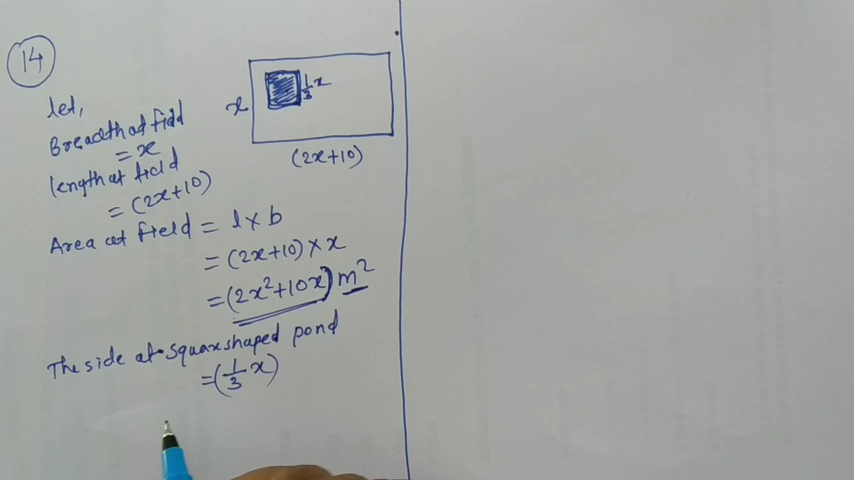 14
Let,
Breadth of field
= x
length of field
= (2x+10)
x
1/3 x
(2x+10)
Area of field = l × b
= (2x+10) × x
= (2x²+10x) m²
The side of square shaped pond
= (1/3 x)